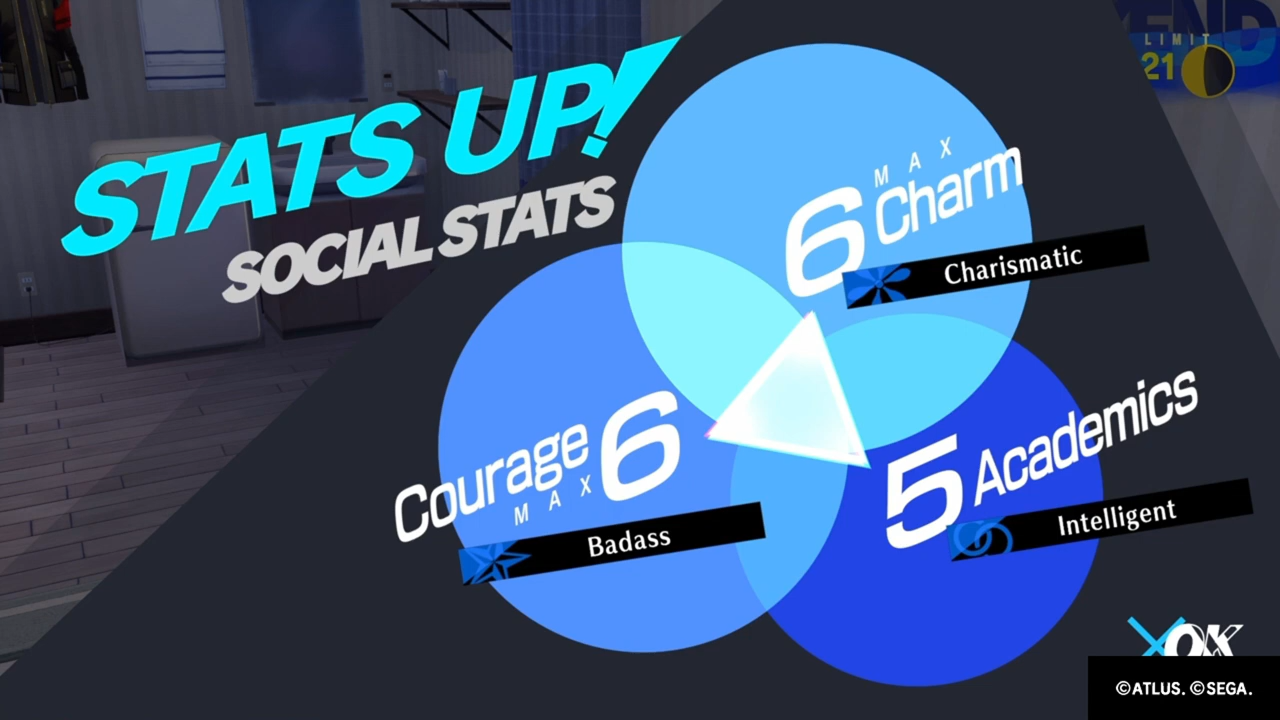 STATS UP!
SOCIAL STATS
LIMIT
21
MAX
6 Charm
Charismatic
Courage 6
MAX
Badass
5 Academics
Intelligent
OK
©ATLUS. ©SEGA.